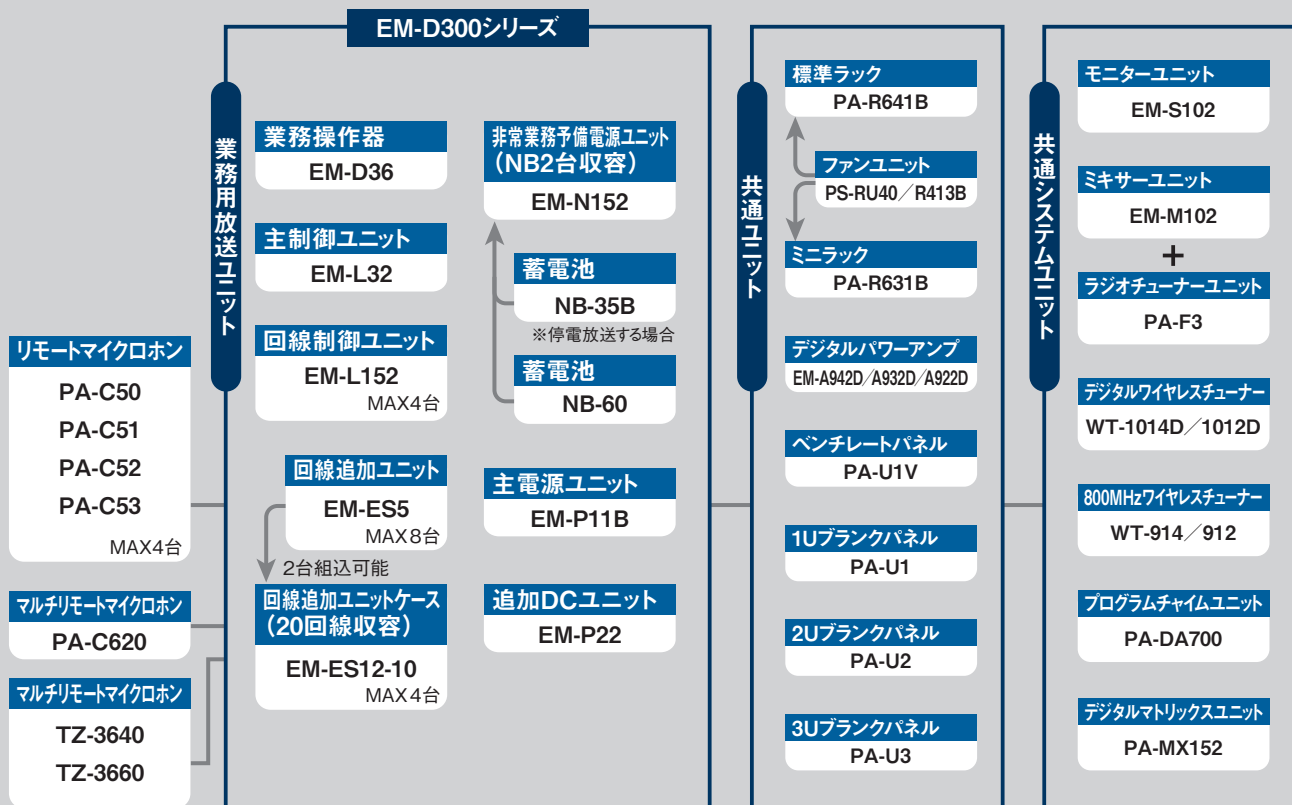 EM-D300シリーズ
リモートマイクロホン
PA-C50
PA-C51
PA-C52
PA-C53
MAX4台
マルチリモートマイクロホン
PA-C620
マルチリモートマイクロホン
TZ-3640
TZ-3660
業務用放送ユニット
業務操作器
EM-D36
主制御ユニット
EM-L32
回線制御ユニット
EM-L152
MAX4台
回線追加ユニット
EM-ES5
MAX8台
2台組込可能
回線追加ユニットケース
(20回線収容)
EM-ES12-10
MAX4台
非常業務予備電源ユニット
(NB2台収容)
EM-N152
蓄電池
NB-35B
※停電放送する場合
蓄電池
NB-60
主電源ユニット
EM-P11B
追加DCユニット
EM-P22
共通ユニット
標準ラック
PA-R641B
ファンユニット
PS-RU40/R413B
ミニラック
PA-R631B
デジタルパワーアンプ
EM-A942D/A932D/A922D
ベンチレートパネル
PA-U1V
1Uブランクパネル
PA-U1
2Uブランクパネル
PA-U2
3Uブランクパネル
PA-U3
共通システムユニット
モニターユニット
EM-S102
ミキサーユニット
EM-M102
+
ラジオチューナーユニット
PA-F3
デジタルワイヤレスチューナー
WT-1014D/1012D
800MHzワイヤレスチューナー
WT-914/912
プログラムチャイムユニット
PA-DA700
デジタルマトリックスユニット
PA-MX152